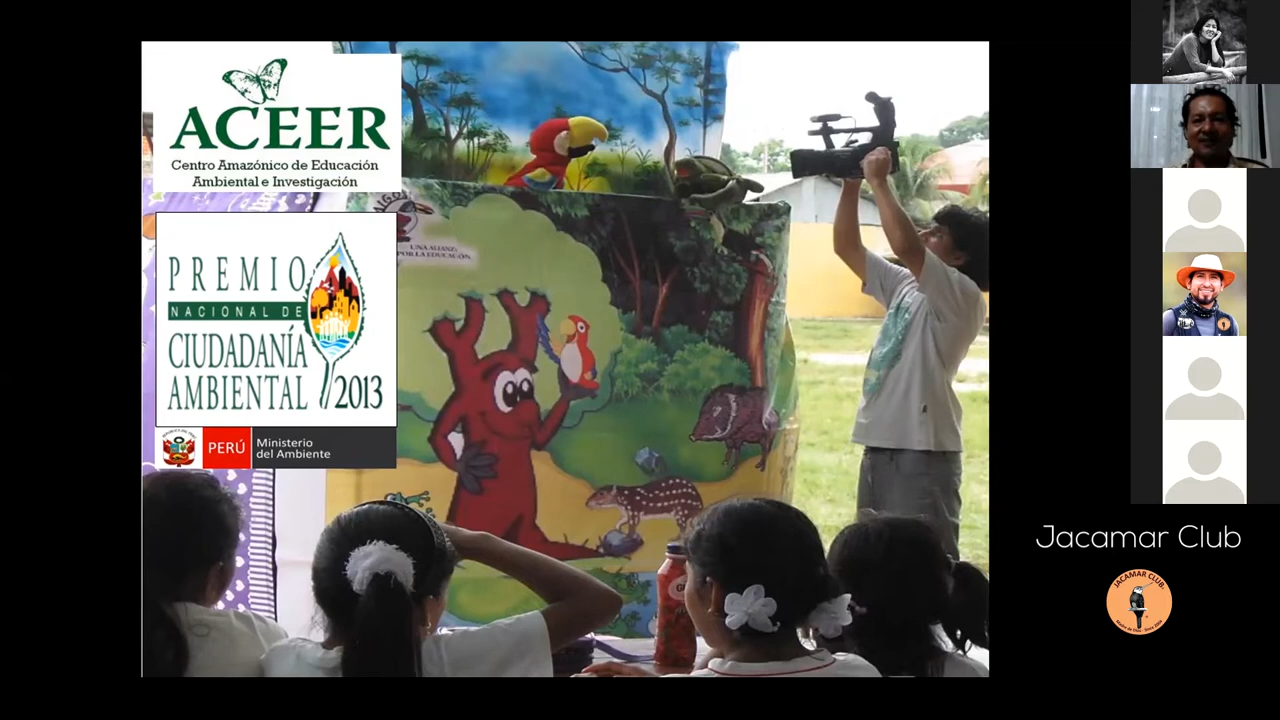 ACEER
Centro Amazónico de Educación
Ambiental e Investigación
PREMIO
NACIONAL DE
CIUDADANÍA
AMBIENTAL 2013
PERÚ
Ministerio
del Ambiente
UNA ALIANZA
POR LA EDUCACIÓN
Jacamar Club
JACAMAR CLUB